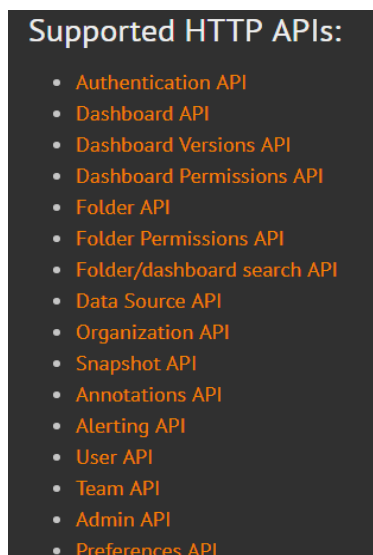 Supported HTTP APIs:
Authentication API
Dashboard API
Dashboard Versions API
Dashboard Permissions API
Folder API
Folder Permissions API
Folder/dashboard search API
Data Source API
Organization API
Snapshot API
Annotations API
Alerting API
User API
Team API
Admin API
Preferences API